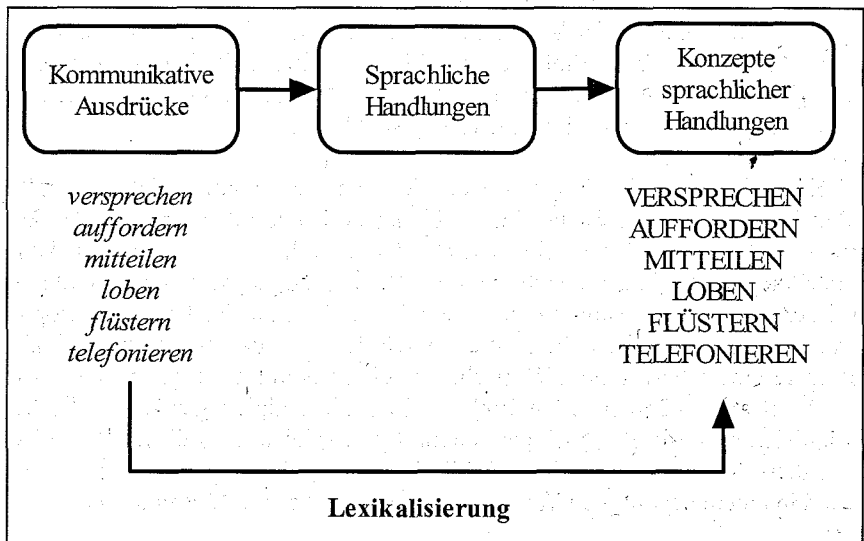 Kommunikative
Ausdrücke
Sprachliche
Handlungen
Konzepte
sprachlicher
Handlungen
versprechen
auffordern
mitteilen
loben
flüstern
telefonieren
VERSPRECHEN
AUFFORDERN
MITTEILEN
LOBEN
FLÜSTERN
TELEFONIEREN
Lexikalisierung